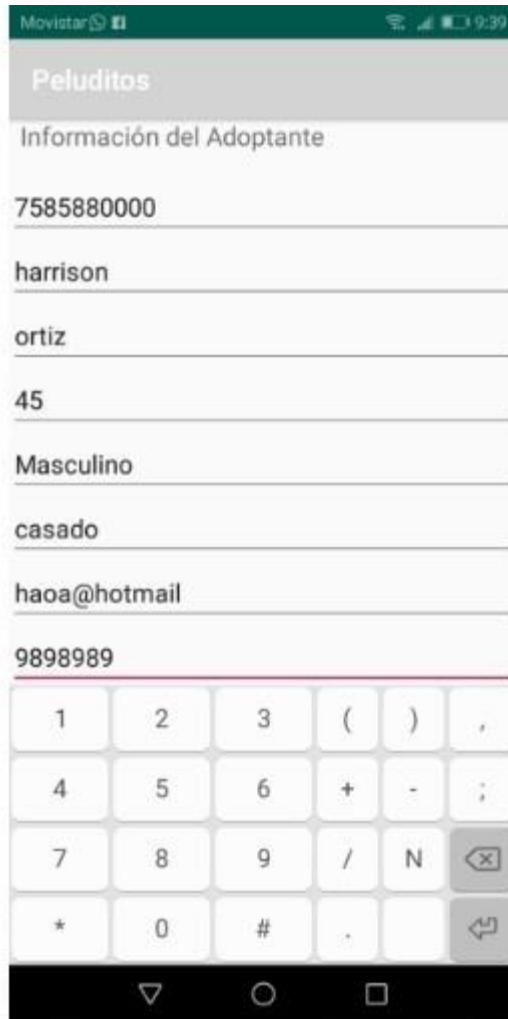 Movistar 9:39
Peluditos
Información del Adoptante
7585880000
harrison
ortiz
45
Masculino
casado
haoa@hotmail
9898989
1 2 3 ( ) ,
4 5 6 + - ;
7 8 9 / N
* 0 # .